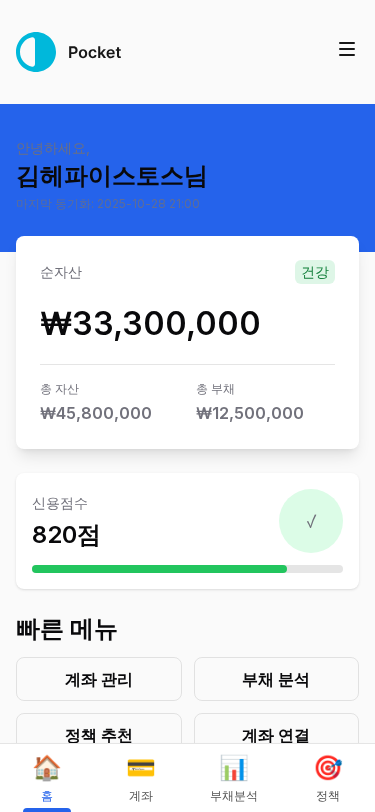 Pocket
안녕하세요,
김헤파이스토스님
마지막 동기화: 2025-10-28 21:00
순자산
건강
₩33,300,000
총 자산
총 부채
₩45,800,000
₩12,500,000
신용점수
820점
√
빠른 메뉴
계좌 관리
부채 분석
정책 추천
계좌 연결
홈
계좌
부채분석
정책